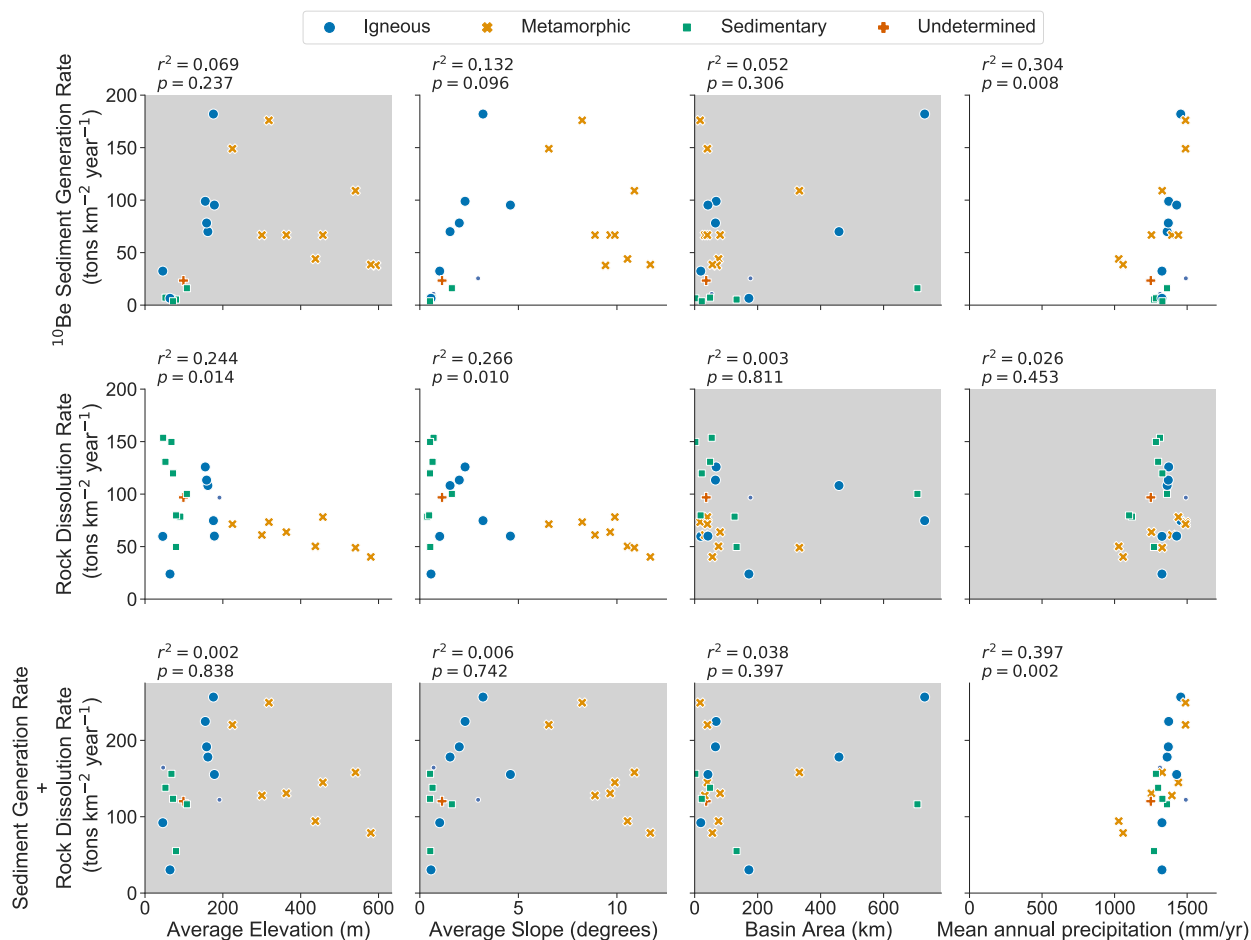 Igneous Metamorphic Sedimentary Undetermined
r² = 0.069 r² = 0.132 r² = 0.052 r² = 0.304
p = 0.237 p = 0.096 p = 0.306 p = 0.008
¹⁰Be Sediment Generation Rate
(tons km⁻² year⁻¹)
200
150
100
50
0
r² = 0.244 r² = 0.266 r² = 0.003 r² = 0.026
p = 0.014 p = 0.010 p = 0.811 p = 0.453
Rock Dissolution Rate
(tons km⁻² year⁻¹)
200
150
100
50
0
r² = 0.002 r² = 0.006 r² = 0.038 r² = 0.397
p = 0.838 p = 0.742 p = 0.397 p = 0.002
Sediment Generation Rate
+
Rock Dissolution Rate
(tons km⁻² year⁻¹)
200
100
0
0 200 400 600 0 5 10 0 200 400 600 0 500 1000 1500
Average Elevation (m) Average Slope (degrees) Basin Area (km) Mean annual precipitation (mm/yr)